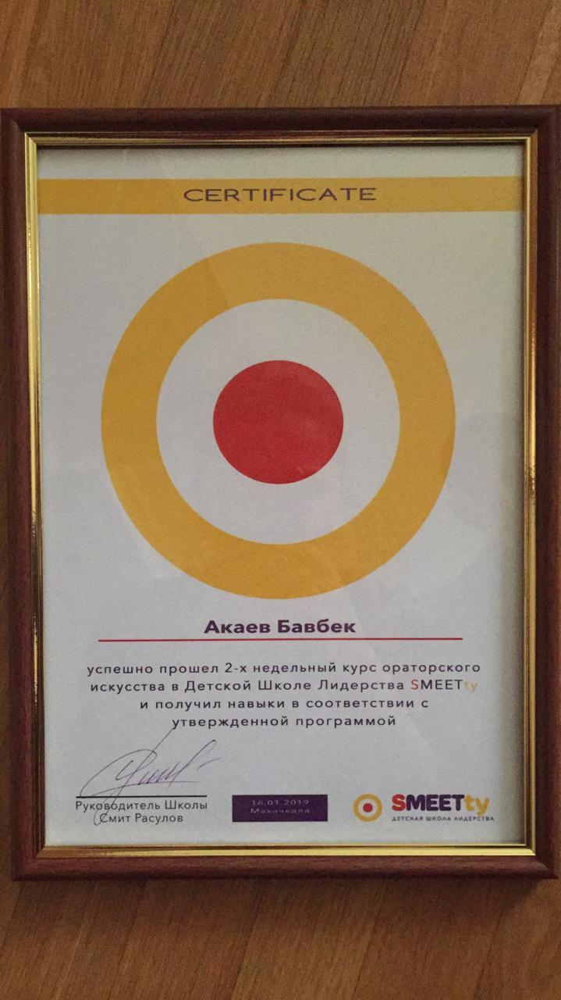 CERTIFICATE
Акаев Бавбек
успешно прошел 2-х недельный курс ораторского
искусства в Детской Школе Лидерства SMEETty
и получил навыки в соответствии с
утвержденной программой
Руководитель Школы
Смит Расулов
16.01.2019
Махачкала
SMEETty
ДЕТСКАЯ ШКОЛА ЛИДЕРСТВА